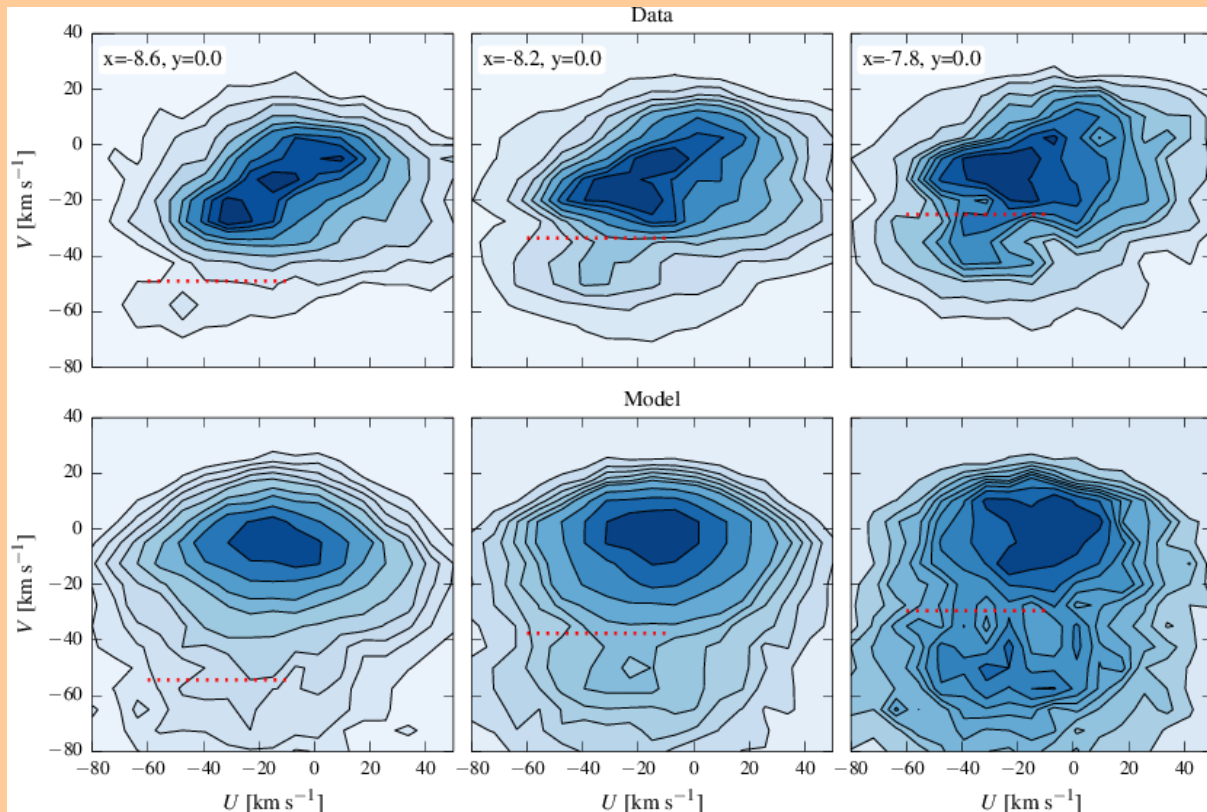 Data
40
20
0
−20
−40
−60
−80
V [km s⁻¹]
x=-8.6, y=0.0
x=-8.2, y=0.0
x=-7.8, y=0.0
Model
40
20
0
−20
−40
−60
−80
V [km s⁻¹]
−80 −60 −40 −20 0 20 40
−80 −60 −40 −20 0 20 40
−80 −60 −40 −20 0 20 40
U [km s⁻¹]
U [km s⁻¹]
U [km s⁻¹]